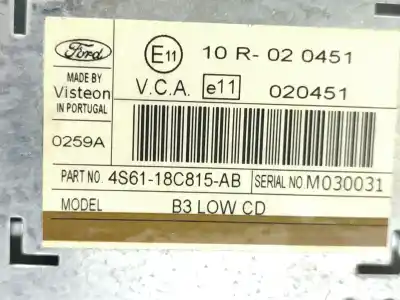 Ford
E11 10 R- 02 0451
MADE BY
Visteon
IN PORTUGAL
V.C.A. e11 020451
0259A
PART NO. 4S61-18C815-AB SERIAL NO. M030031
MODEL B3 LOW CD